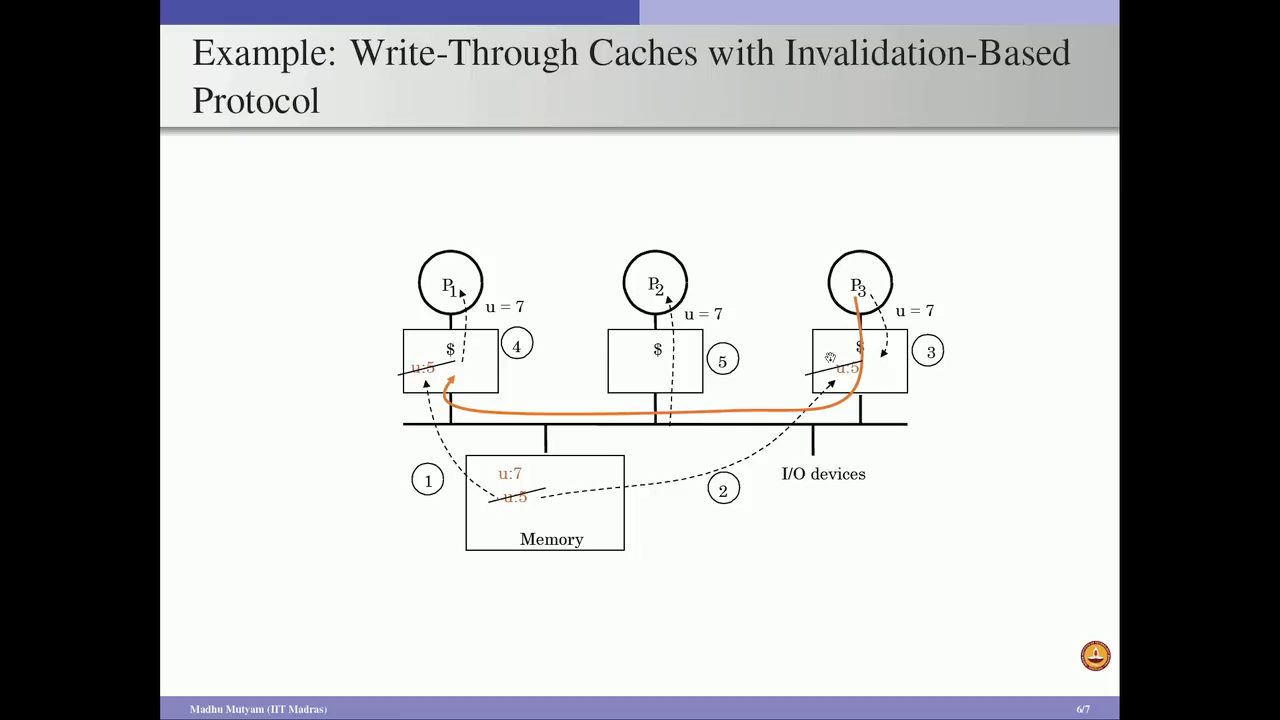 Example: Write-Through Caches with Invalidation-Based
Protocol
P1
P2
P3
u = 7
u = 7
u = 7
$
$
$
4
5
3
u:5
u:5
1
2
u:7
u:5
I/O devices
Memory
Madhu Mutyam (IIT Madras)
6/7